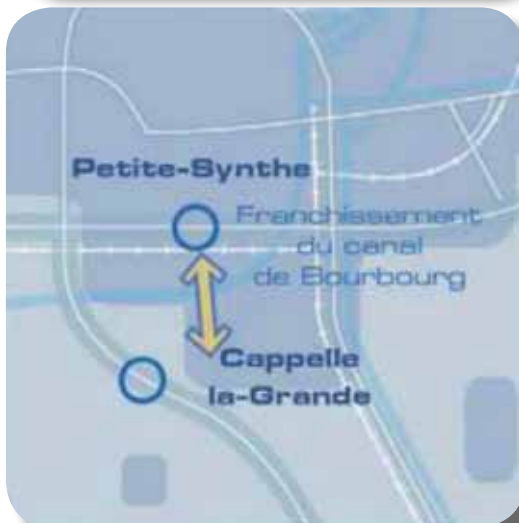 Petite-Synthe
Franchissement
du canal
de Bourbourg
Cappelle
la-Grande